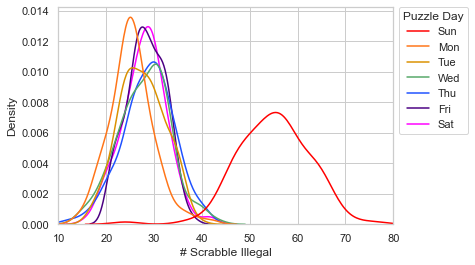 0.014
0.012
0.010
0.008
0.006
0.004
0.002
0.000
Density
10 20 30 40 50 60 70 80
# Scrabble Illegal
Puzzle Day
Sun
Mon
Tue
Wed
Thu
Fri
Sat